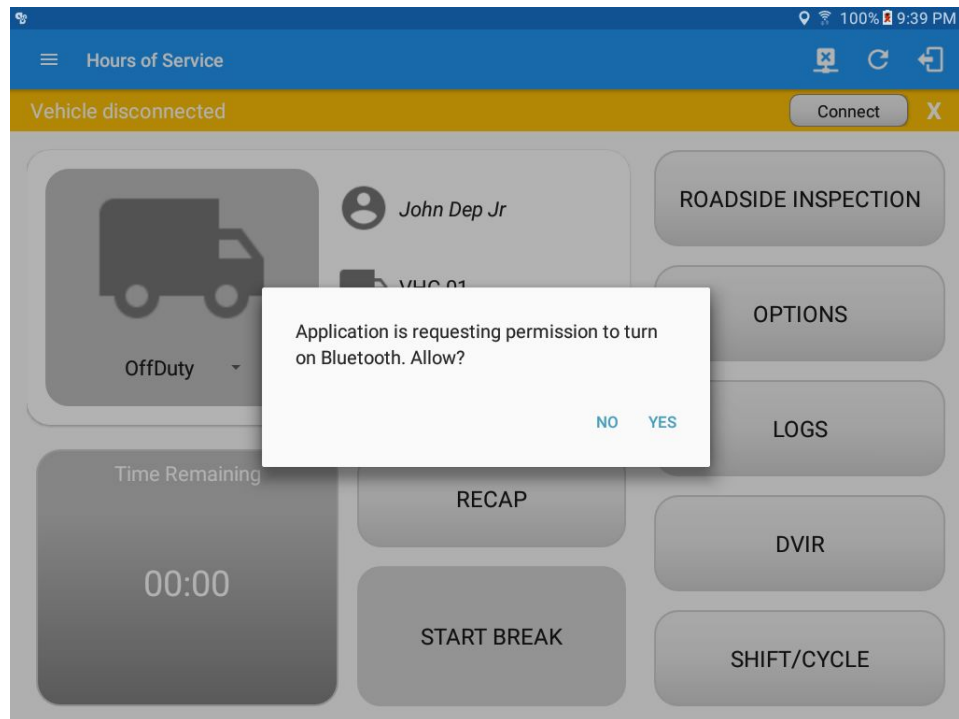 100% 9:39 PM
Hours of Service
Vehicle disconnected
Connect
X
John Dep Jr
VHC 01
OffDuty
Application is requesting permission to turn
on Bluetooth. Allow?
NO YES
Time Remaining
00:00
RECAP
START BREAK
ROADSIDE INSPECTION
OPTIONS
LOGS
DVIR
SHIFT/CYCLE